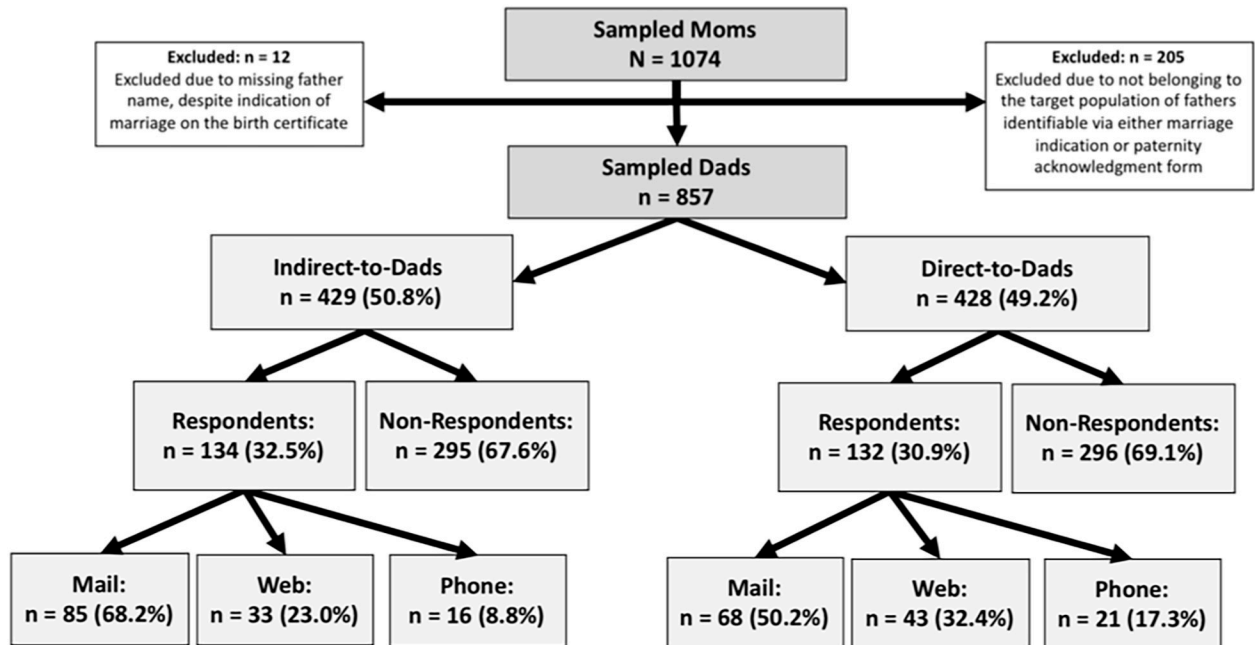 Sampled Moms
N = 1074
Excluded: n = 12
Excluded due to missing father
name, despite indication of
marriage on the birth certificate
Excluded: n = 205
Excluded due to not belonging to
the target population of fathers
identifiable via either marriage
indication or paternity
acknowledgment form
Sampled Dads
n = 857
Indirect-to-Dads
n = 429 (50.8%)
Direct-to-Dads
n = 428 (49.2%)
Respondents:
n = 134 (32.5%)
Non-Respondents:
n = 295 (67.6%)
Respondents:
n = 132 (30.9%)
Non-Respondents:
n = 296 (69.1%)
Mail:
n = 85 (68.2%)
Web:
n = 33 (23.0%)
Phone:
n = 16 (8.8%)
Mail:
n = 68 (50.2%)
Web:
n = 43 (32.4%)
Phone:
n = 21 (17.3%)